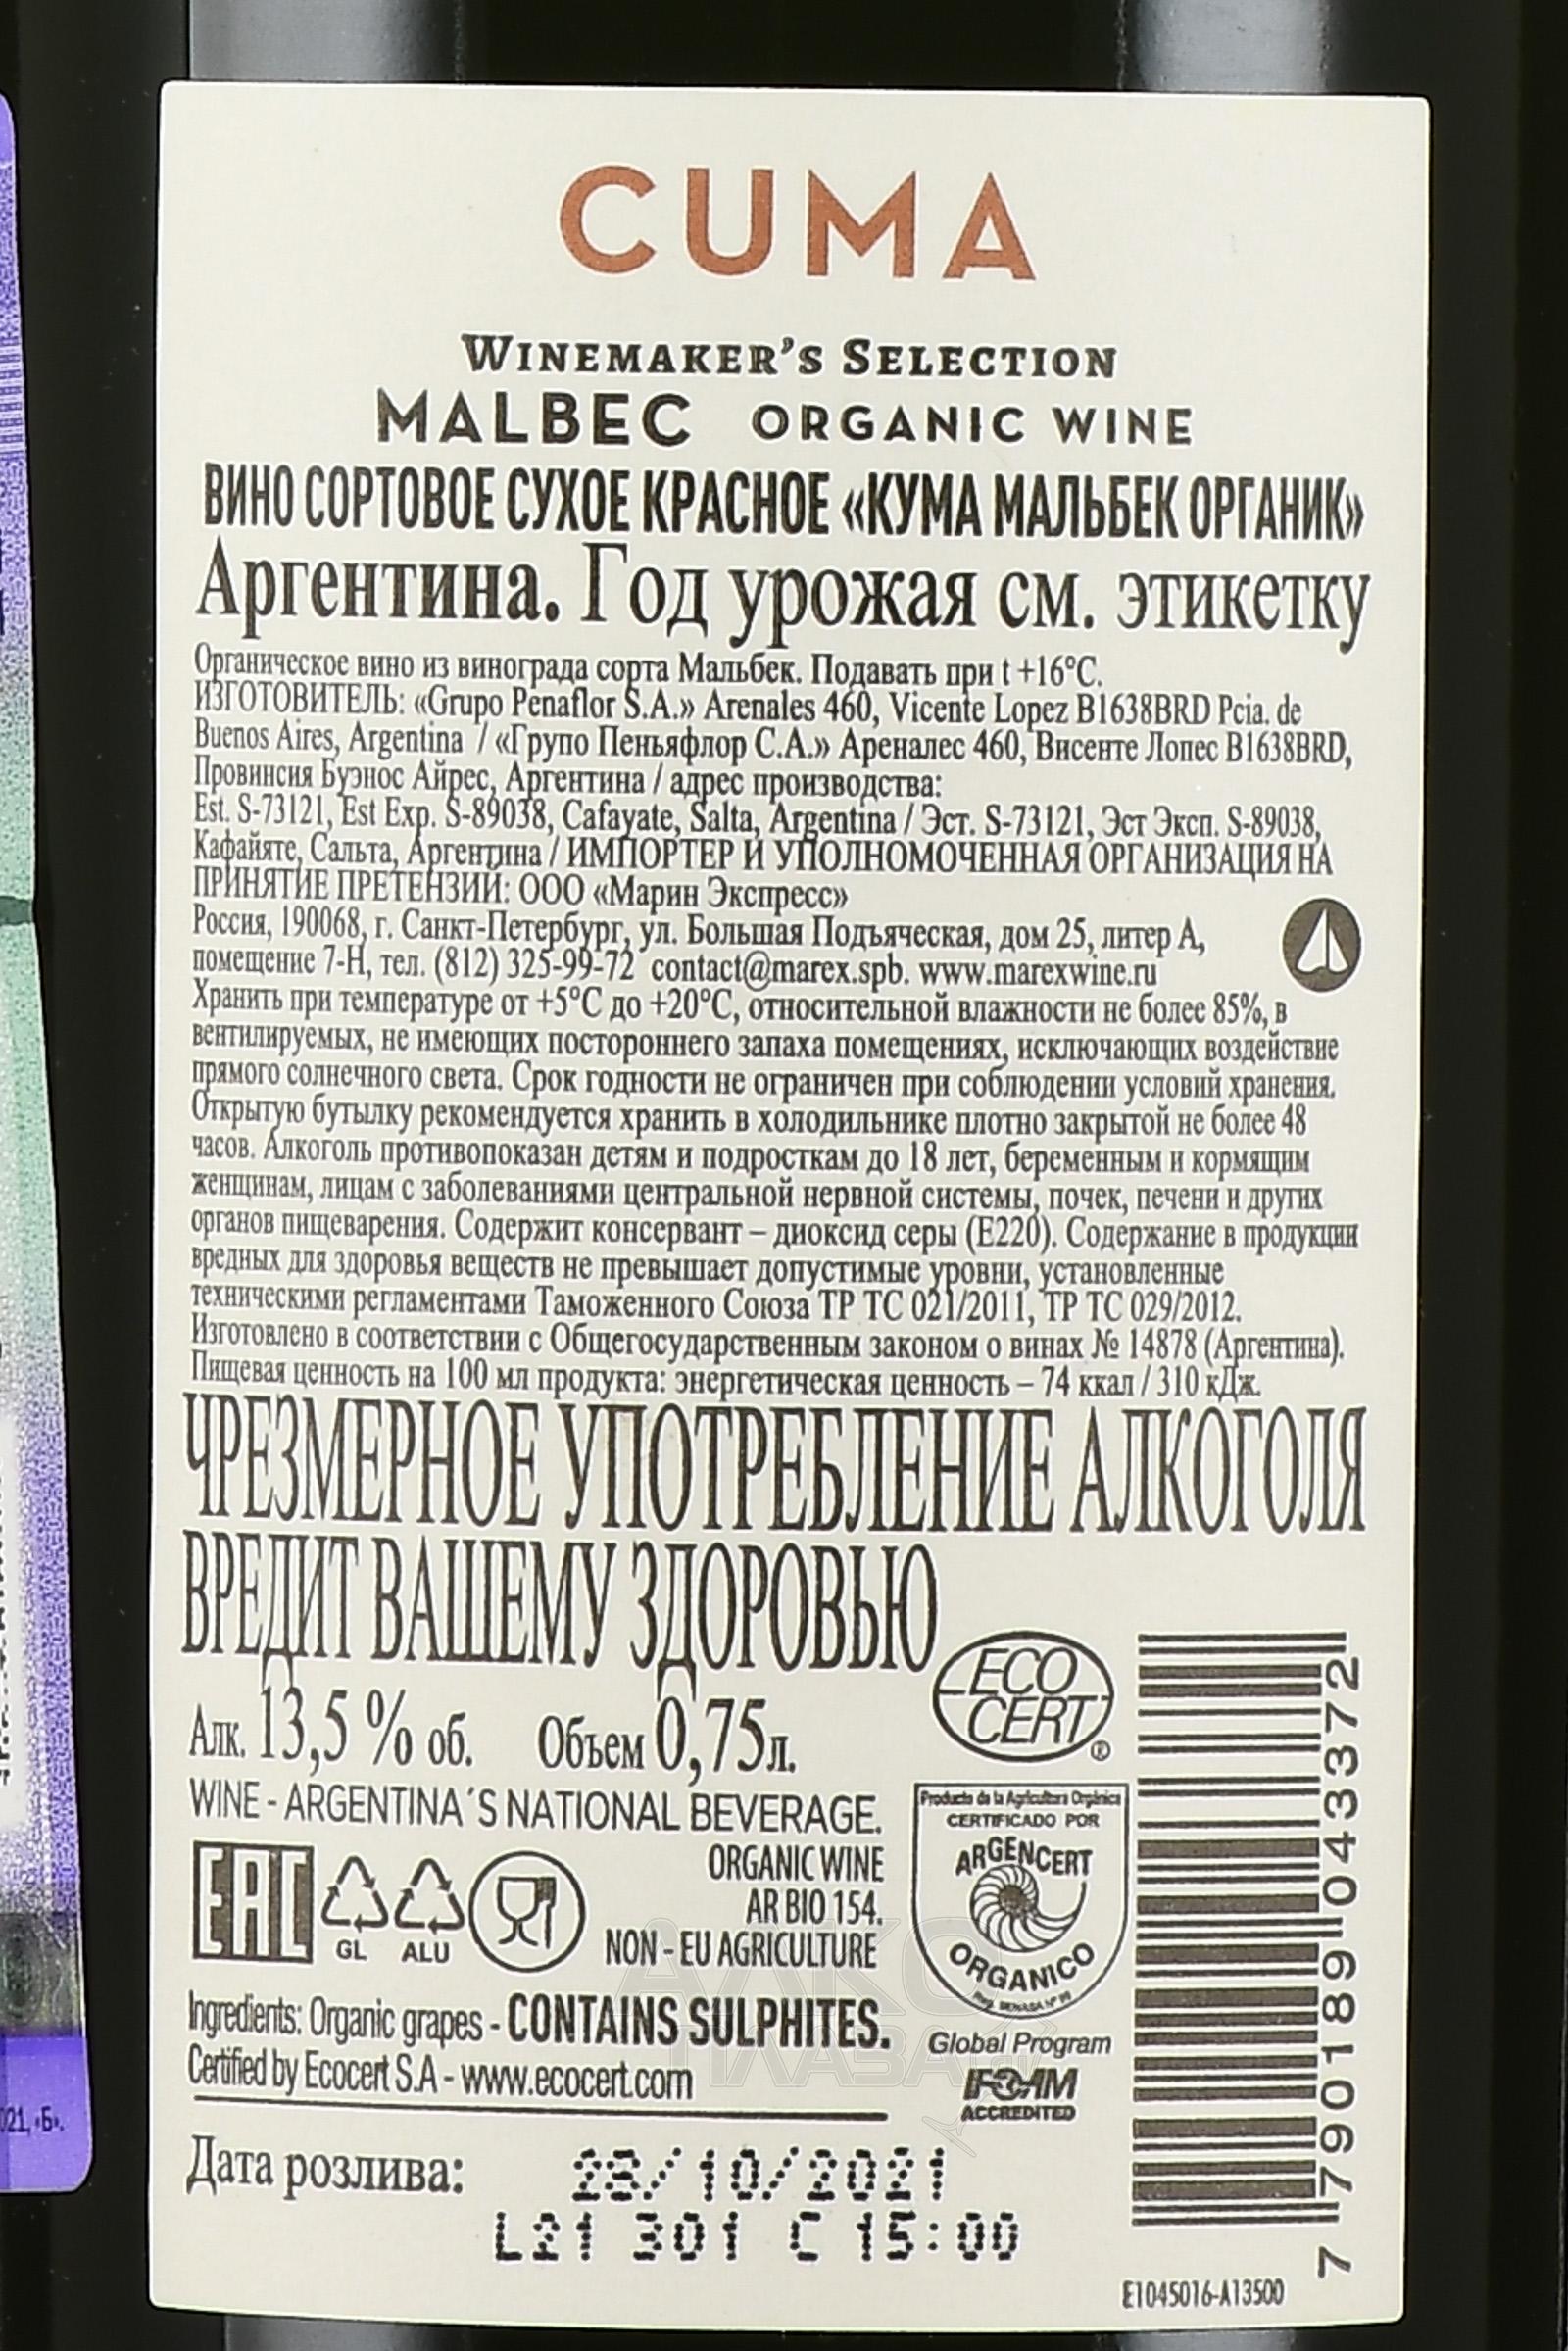 CUMA
WINEMAKER'S SELECTION
MALBEC ORGANIC WINE
ВИНО СОРТОВОЕ СУХОЕ КРАСНОЕ «КУМА МАЛЬБЕК ОРГАНИК»
Аргентина. Год урожая см. этикетку
Органическое вино из винограда сорта Мальбек. Подавать при t +16°C.
ИЗГОТОВИТЕЛЬ: «Grupo Penaflor S.A.» Arenales 460, Vicente Lopez B1638BRD Pcia. de
Buenos Aires, Argentina / «Групо Пеньяфлор С.А.» Ареналес 460, Висенте Лопес B1638BRD,
Провинсия Буэнос Айрес, Аргентина / адрес производства:
Est. S-73121, Est Exp. S-89038, Cafayate, Salta, Argentina / Эст. S-73121, Эст Эксп. S-89038,
Кафайяте, Сальта, Аргентина / ИМПОРТЕР И УПОЛНОМОЧЕННАЯ ОРГАНИЗАЦИЯ НА
ПРИНЯТИЕ ПРЕТЕНЗИЙ: ООО «Марин Экспресс»
Россия, 190068, г. Санкт-Петербург, ул. Большая Подъяческая, дом 25, литер А,
помещение 7-Н, тел. (812) 325-99-72 contact@marex.spb. www.marexwine.ru
Хранить при температуре от +5°C до +20°C, относительной влажности не более 85%, в
вентилируемых, не имеющих постороннего запаха помещениях, исключающих воздействие
прямого солнечного света. Срок годности не ограничен при соблюдении условий хранения.
Открытую бутылку рекомендуется хранить в холодильнике плотно закрытой не более 48
часов. Алкоголь противопоказан детям и подросткам до 18 лет, беременным и кормящим
женщинам, лицам с заболеваниями центральной нервной системы, почек, печени и других
органов пищеварения. Содержит консервант – диоксид серы (E220). Содержание в продукции
вредных для здоровья веществ не превышает допустимые уровни, установленные
техническими регламентами Таможенного Союза ТР ТС 021/2011, ТР ТС 029/2012.
Изготовлено в соответствии с Общегосударственным законом о винах № 14878 (Аргентина).
Пищевая ценность на 100 мл продукта: энергетическая ценность – 74 ккал / 310 кДж.
ЧРЕЗМЕРНОЕ УПОТРЕБЛЕНИЕ АЛКОГОЛЯ
ВРЕДИТ ВАШЕМУ ЗДОРОВЬЮ
Алк. 13,5 % об. Объем 0,75л.
ECO
CERT®
WINE - ARGENTINA´S NATIONAL BEVERAGE.
Producto de la Agricultura Orgánica
CERTIFICADO POR
ARGENCERT
ORGANICO
EAC
GL ALU
ORGANIC WINE
AR BIO 154.
NON - EU AGRICULTURE
Ingredients: Organic grapes - CONTAINS SULPHITES.
Certified by Ecocert S.A - www.ecocert.com
Global Program
IFOAM
ACCREDITED
Дата розлива: 28/10/2021
L21 301 C 15:00
7 790189 043372
E1045016-A13500
021, «Б».